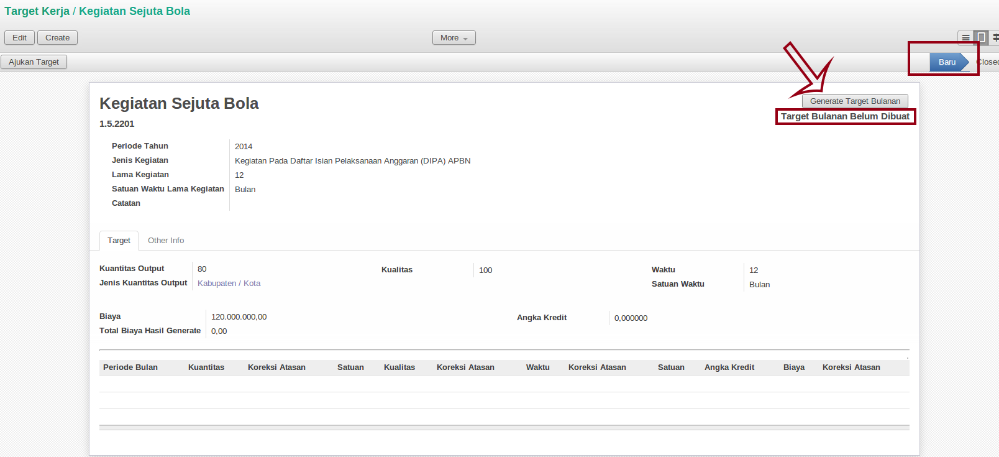 Target Kerja / Kegiatan Sejuta Bola
Edit Create More
Ajukan Target Baru Closed
Kegiatan Sejuta Bola
Generate Target Bulanan
Target Bulanan Belum Dibuat
1.5.2201
Periode Tahun 2014
Jenis Kegiatan Kegiatan Pada Daftar Isian Pelaksanaan Anggaran (DIPA) APBN
Lama Kegiatan 12
Satuan Waktu Lama Kegiatan Bulan
Catatan
Target Other Info
Kuantitas Output 80 Kualitas 100 Waktu 12
Jenis Kuantitas Output Kabupaten / Kota Satuan Waktu Bulan
Biaya 120.000.000,00 Angka Kredit 0,000000
Total Biaya Hasil Generate 0,00
Periode Bulan Kuantitas Koreksi Atasan Satuan Kualitas Koreksi Atasan Waktu Koreksi Atasan Satuan Angka Kredit Biaya Koreksi Atasan